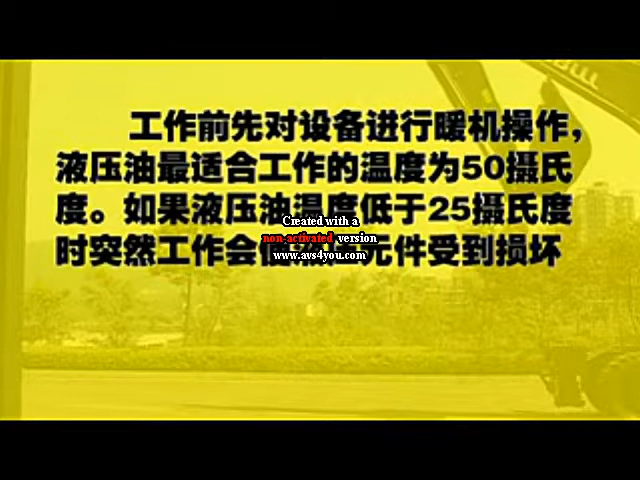 工作前先对设备进行暖机操作，
液压油最适合工作的温度为50摄氏
度。如果液压油温度低于25摄氏度
时突然工作会使液压元件受到损坏
Created with a
non-activated version
www.avs4you.com